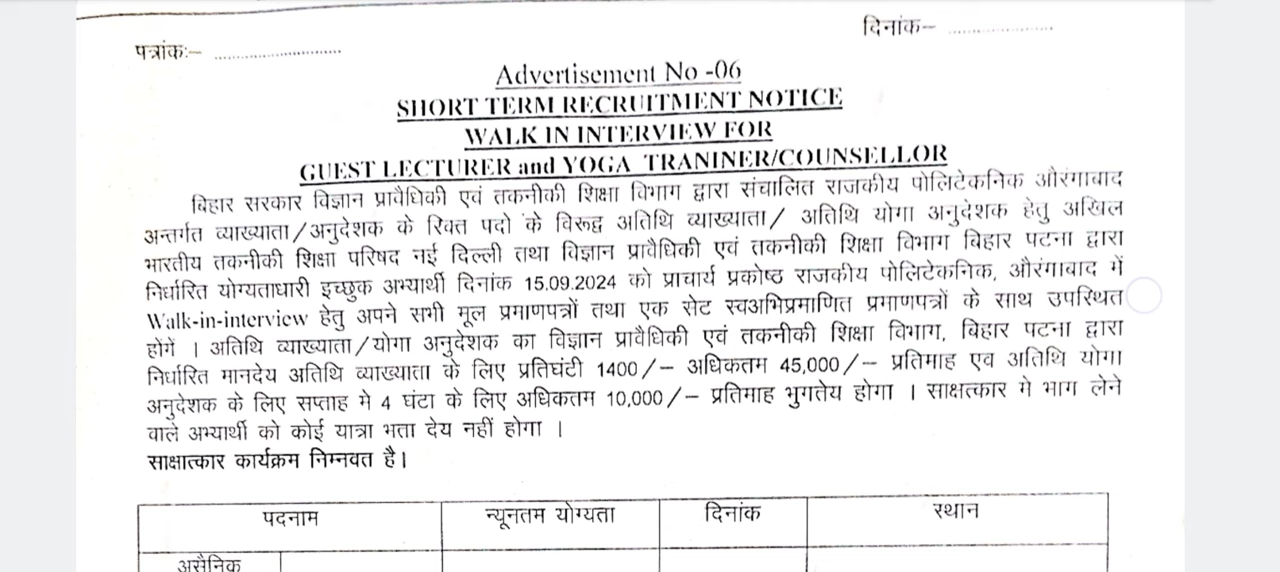 दिनांक– ......................
पत्रांकः– ..........................
Advertisement No -06
SHORT TERM RECRUITMENT NOTICE
WALK IN INTERVIEW FOR
GUEST LECTURER and YOGA TRANINER/COUNSELLOR
बिहार सरकार विज्ञान प्रावैधिकी एवं तकनीकी शिक्षा विभाग द्वारा संचालित राजकीय पोलिटेकनिक औरंगाबाद
अन्तर्गत व्याख्याता/अनुदेशक के रिक्त पदो के विरूद्ध अतिथि व्याख्याता/ अतिथि योगा अनुदेशक हेतु अखिल
भारतीय तकनीकी शिक्षा परिषद नई दिल्ली तथा विज्ञान प्रावैधिकी एवं तकनीकी शिक्षा विभाग बिहार पटना द्वारा
निर्धारित योग्यताधारी इच्छुक अभ्यार्थी दिनांक 15.09.2024 को प्राचार्य प्रकोष्ठ राजकीय पोलिटेकनिक, औरंगाबाद में
Walk-in-interview हेतु अपने सभी मूल प्रमाणपत्रों तथा एक सेट स्वअभिप्रमाणित प्रमाणपत्रों के साथ उपस्थित
होंगें । अतिथि व्याख्याता/योगा अनुदेशक का विज्ञान प्रावैधिकी एवं तकनीकी शिक्षा विभाग, बिहार पटना द्वारा
निर्धारित मानदेय अतिथि व्याख्याता के लिए प्रतिघंटी 1400/– अधिकतम 45,000/– प्रतिमाह एव अतिथि योगा
अनुदेशक के लिए सप्ताह मे 4 घंटा के लिए अधिकतम 10,000/– प्रतिमाह भुगतेय होगा । साक्षत्कार मे भाग लेने
वाले अभ्यार्थी को कोई यात्रा भता देय नहीं होगा ।
साक्षात्कार कार्यक्रम निम्नवत है।
पदनाम न्यूनतम योग्यता दिनांक स्थान
असैनिक